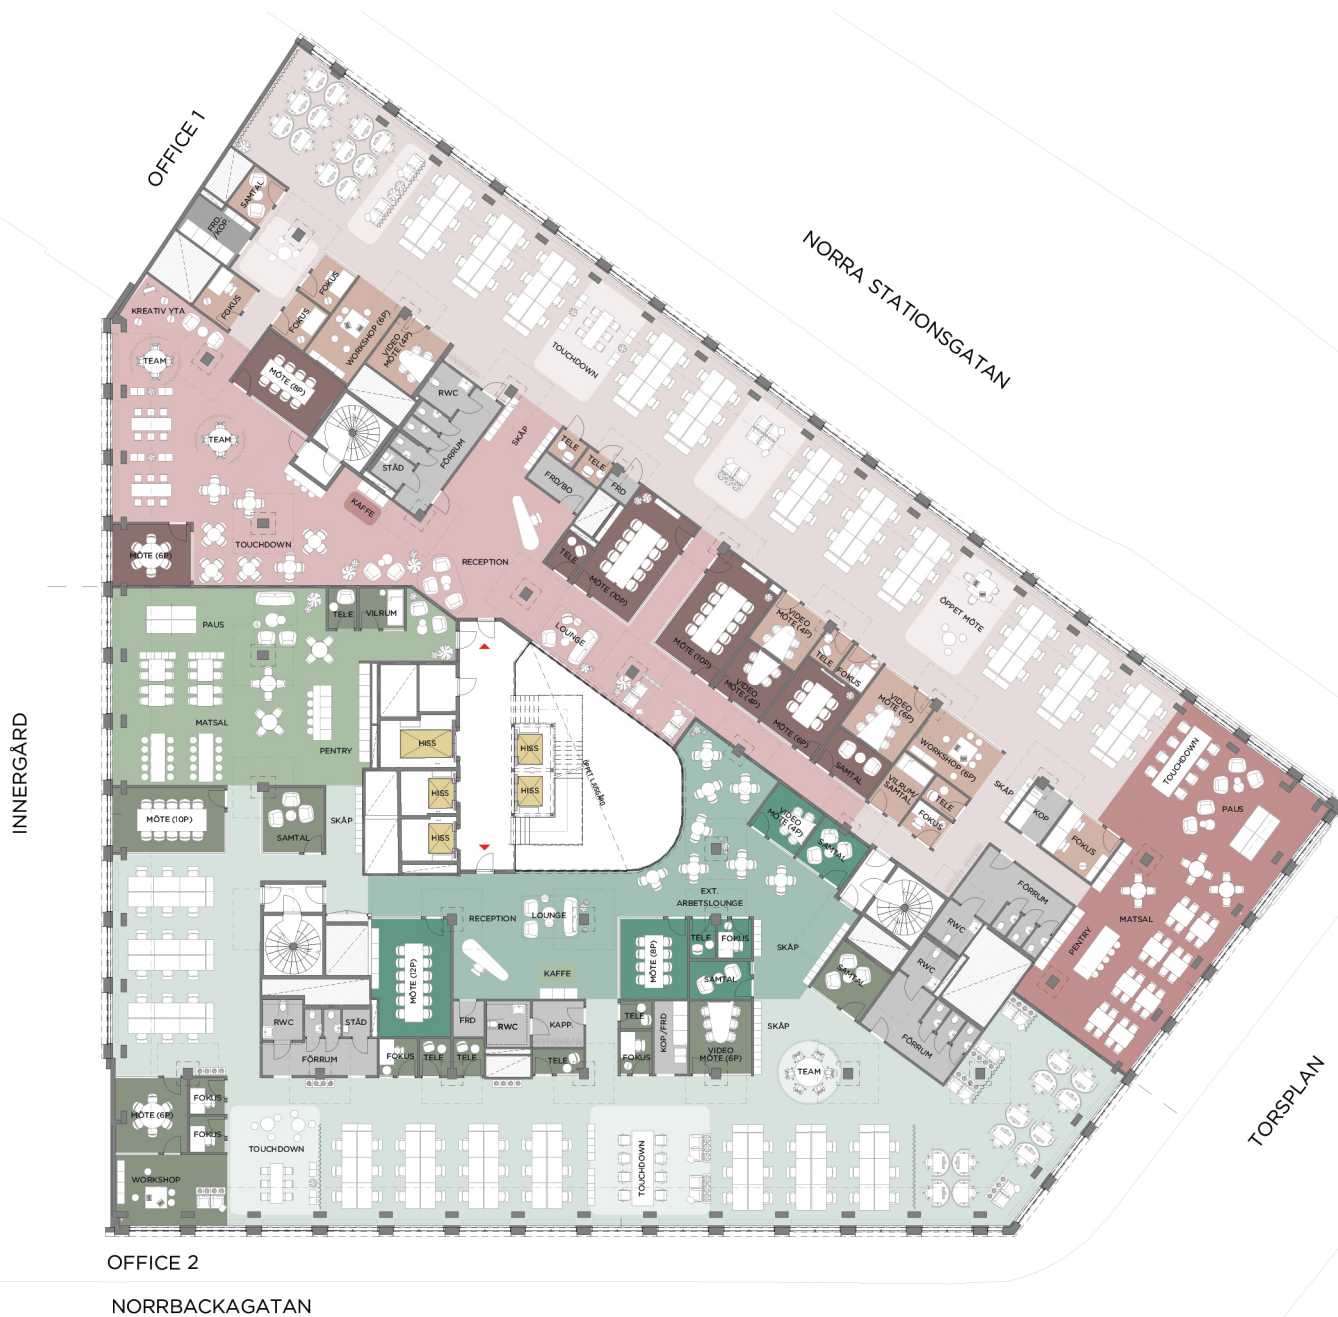 OFFICE 1
NORRA STATIONSGATAN
SAMTAL
FRD.
/KOP.
FOKUS
FOKUS
FOKUS
KREATIV YTA
WORKSHOP (6P)
VIDEO
MÖTE (4P)
TEAM
MÖTE (8P)
RWC
TOUCHDOWN
TEAM
SKÅP
FÖRRUM
STÄD
TELE
TELE
FRD/BO
FRD
KAFFE
TOUCHDOWN
MÖTE (6P)
RECEPTION
TELE
MÖTE (10P)
ÖPPET MÖTE
PAUS
TELE
VILRUM
LOUNGE
MÖTE (10P)
VIDEO
MÖTE (4P)
TELE
FOKUS
VIDEO
MÖTE (4P)
MÖTE (6P)
VIDEO
MÖTE (6P)
WORKSHOP (6P)
SAMTAL
VILRUM/
SAMTAL
TELE
FOKUS
SKÅP
KOP
FOKUS
TOUCHDOWN
PAUS
MATSAL
PENTRY
INNERGÅRD
MATSAL
PENTRY
HISS
HISS
HISS
HISS
HISS
MÖTE (10P)
SAMTAL
SKÅP
VIDEO
MÖTE (4P)
SAMTAL
EXT.
ARBETSLOUNGE
RECEPTION
LOUNGE
TELE
FOKUS
SKÅP
MÖTE (8P)
SAMTAL
SAMTAL
FÖRRUM
RWC
RWC
FÖRRUM
MÖTE (12P)
KAFFE
RWC
STÄD
FÖRRUM
FRD
RWC
KAPP.
FOKUS
TELE
TELE
TELE
TELE
FOKUS
KOP./FRD
VIDEO
MÖTE (6P)
SKÅP
TEAM
MÖTE (6P)
FOKUS
FOKUS
TOUCHDOWN
TOUCHDOWN
WORKSHOP
TORSPLAN
OFFICE 2
NORRBACKAGATAN